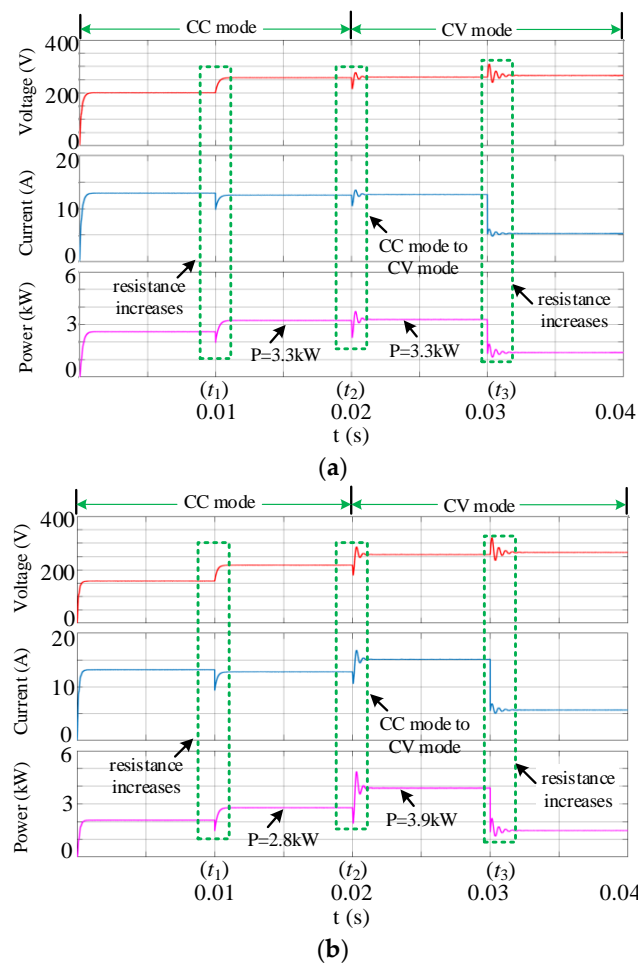 CC mode
CV mode
Voltage (V)
400
200
0
Current (A)
20
10
0
CC mode to
CV mode
Power (kW)
6
3
0
resistance
increases
P=3.3kW
P=3.3kW
resistance
increases
(t₁)
(t₂)
(t₃)
0.01
0.02
0.03
0.04
t (s)
(a)
CC mode
CV mode
Voltage (V)
400
200
0
Current (A)
20
10
0
CC mode to
CV mode
Power (kW)
6
3
0
resistance
increases
P=2.8kW
P=3.9kW
resistance
increases
(t₁)
(t₂)
(t₃)
0.01
0.02
0.03
0.04
t (s)
(b)